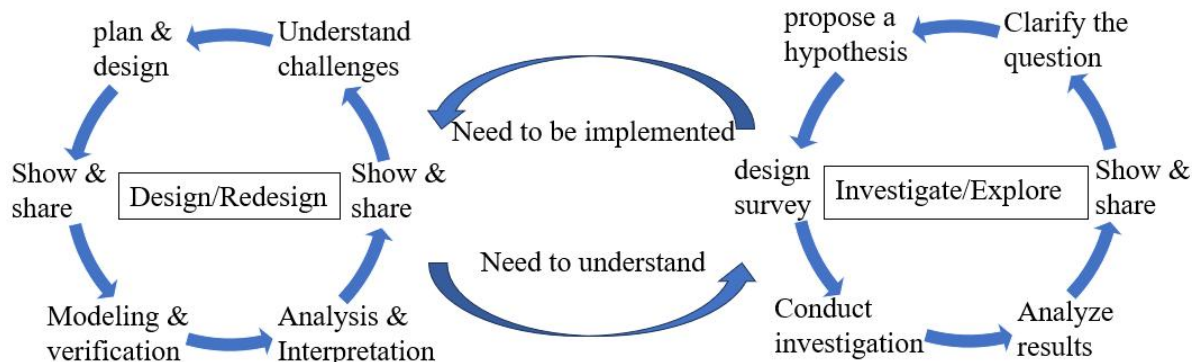 plan &
design
Understand
challenges
Show &
share
Design/Redesign
Show &
share
Modeling &
verification
Analysis &
Interpretation
Need to be implemented
Need to understand
propose a
hypothesis
Clarify the
question
design
survey
Investigate/Explore
Show &
share
Conduct
investigation
Analyze
results